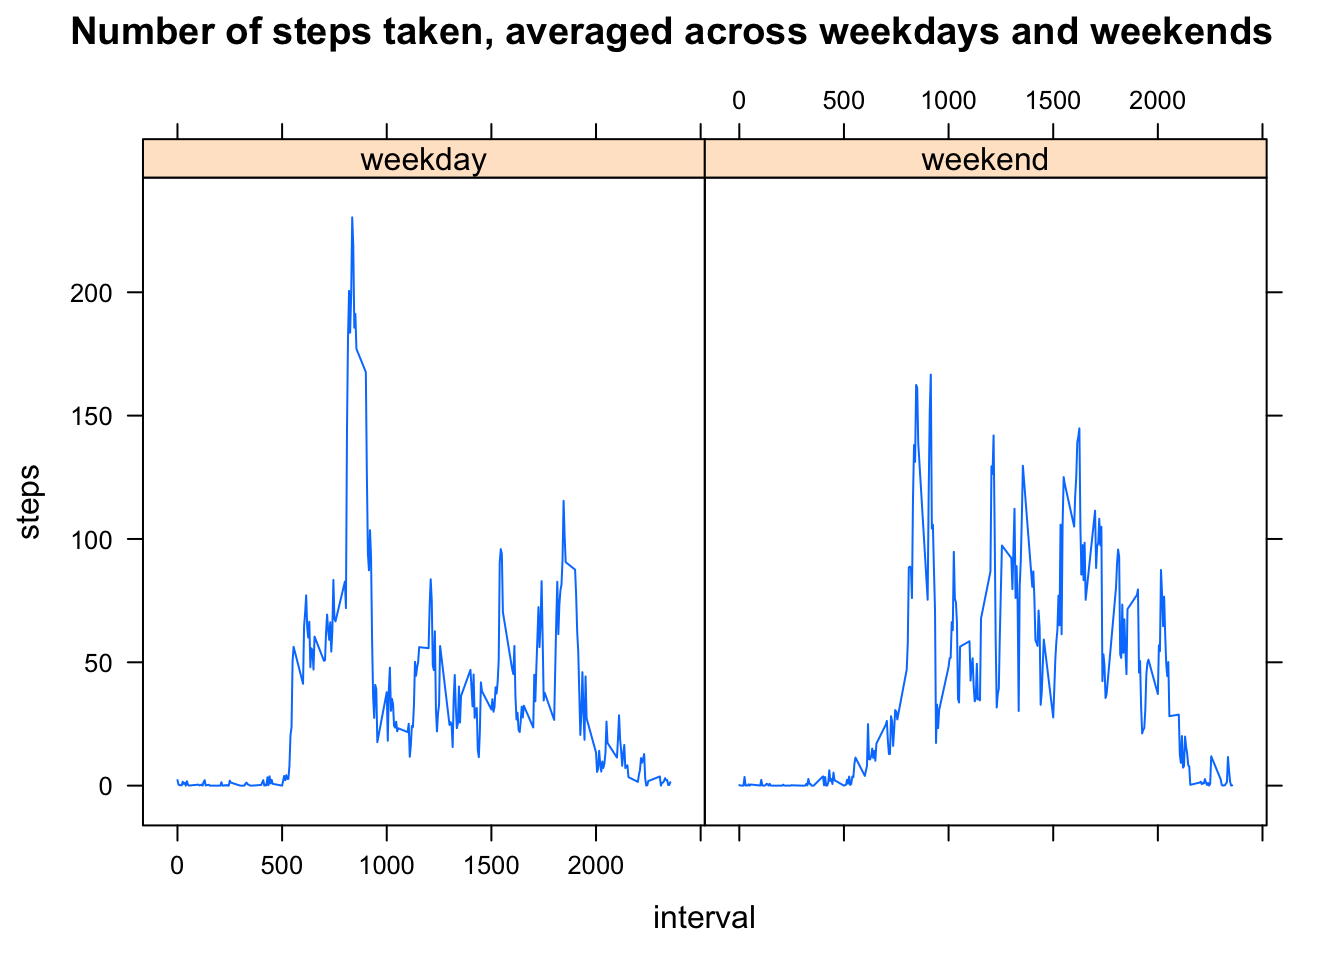 Number of steps taken, averaged across weekdays and weekends
0 500 1000 1500 2000
weekday weekend
200
150
100
50
0
steps
0 500 1000 1500 2000
interval